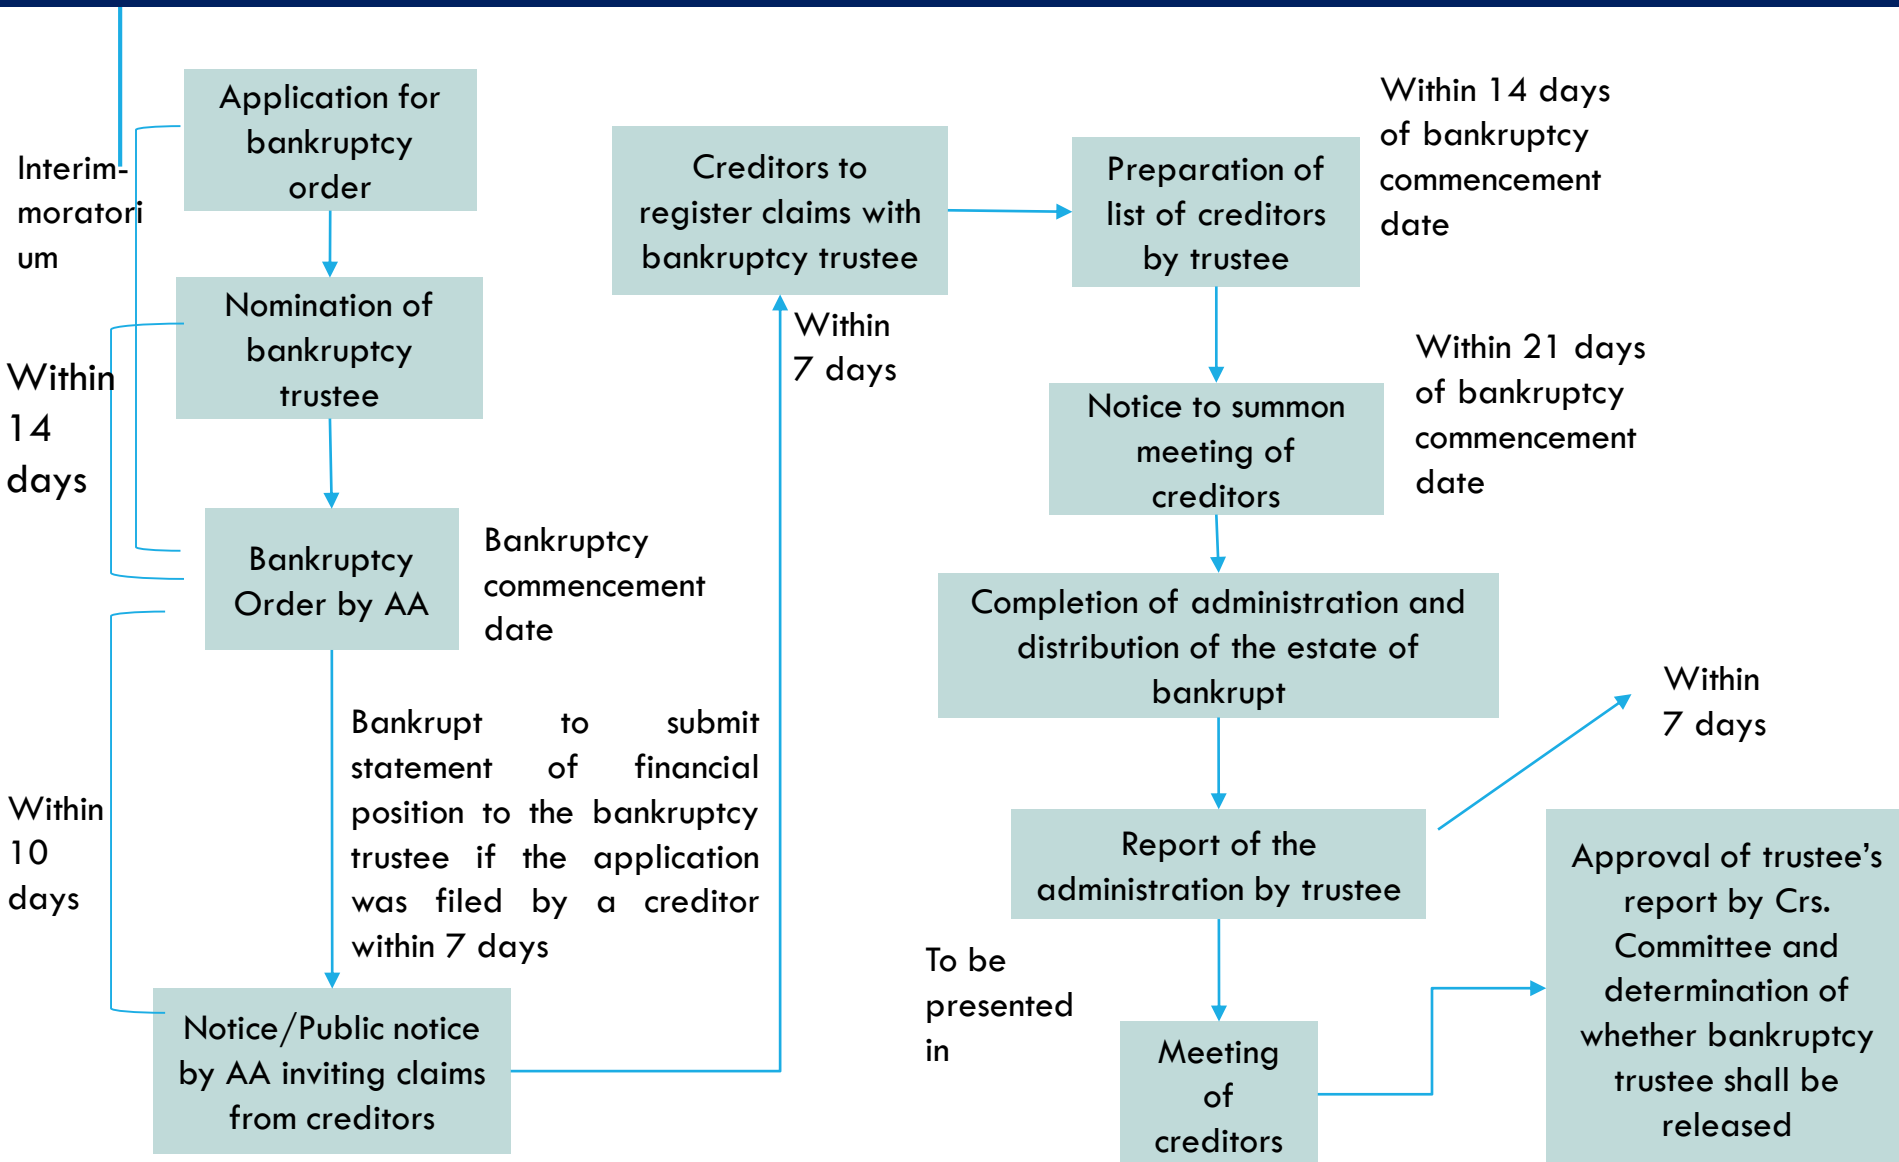 Application for
bankruptcy
order
Interim-
moratori
um
Nomination of
bankruptcy
trustee
Within
14
days
Bankruptcy
Order by AA
Bankruptcy
commencement
date
Bankrupt to submit
statement of financial
position to the bankruptcy
trustee if the application
was filed by a creditor
within 7 days
Within
10
days
Notice/Public notice
by AA inviting claims
from creditors
Creditors to
register claims with
bankruptcy trustee
Within
7 days
Preparation of
list of creditors
by trustee
Within 14 days
of bankruptcy
commencement
date
Notice to summon
meeting of
creditors
Within 21 days
of bankruptcy
commencement
date
Completion of administration and
distribution of the estate of
bankrupt
Within
7 days
Report of the
administration by trustee
To be
presented
in
Meeting
of
creditors
Approval of trustee’s
report by Crs.
Committee and
determination of
whether bankruptcy
trustee shall be
released